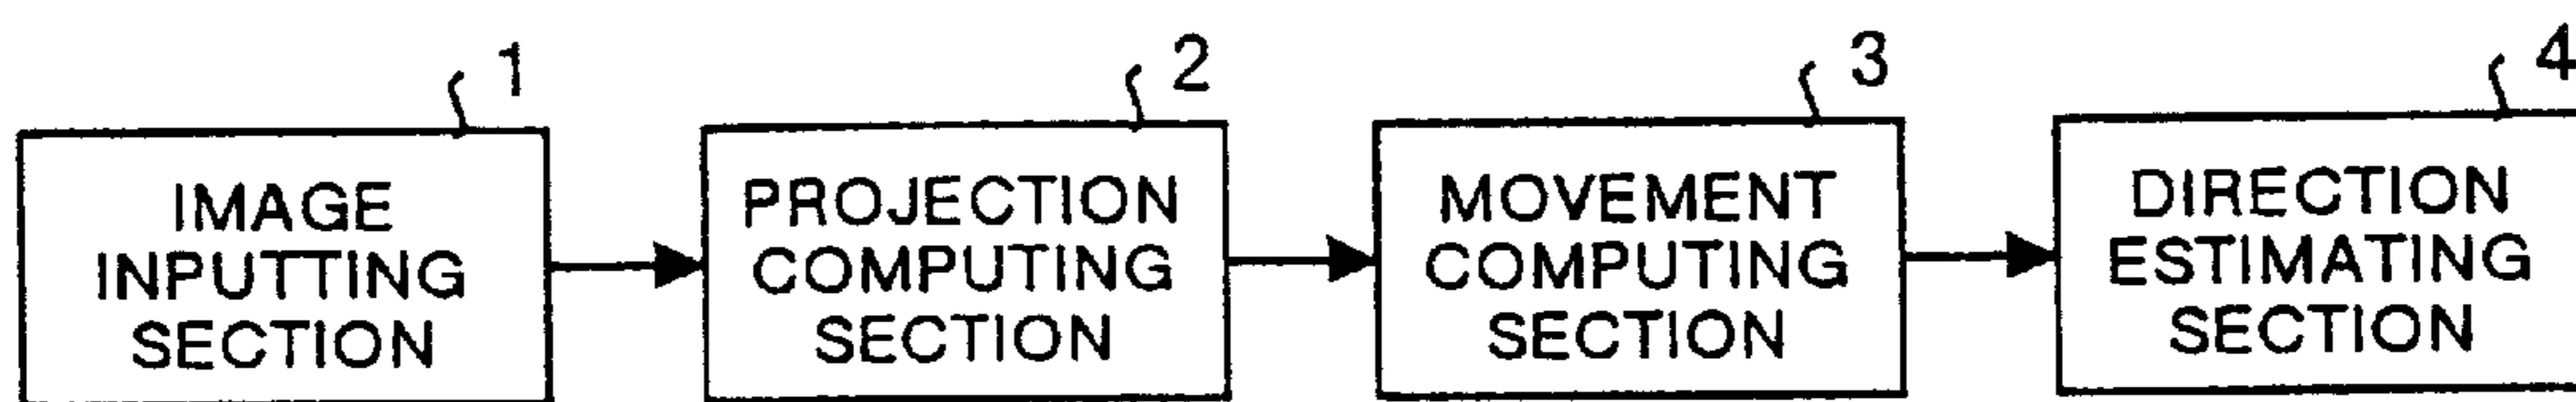 1
2
3
4
IMAGE
INPUTTING
SECTION
PROJECTION
COMPUTING
SECTION
MOVEMENT
COMPUTING
SECTION
DIRECTION
ESTIMATING
SECTION